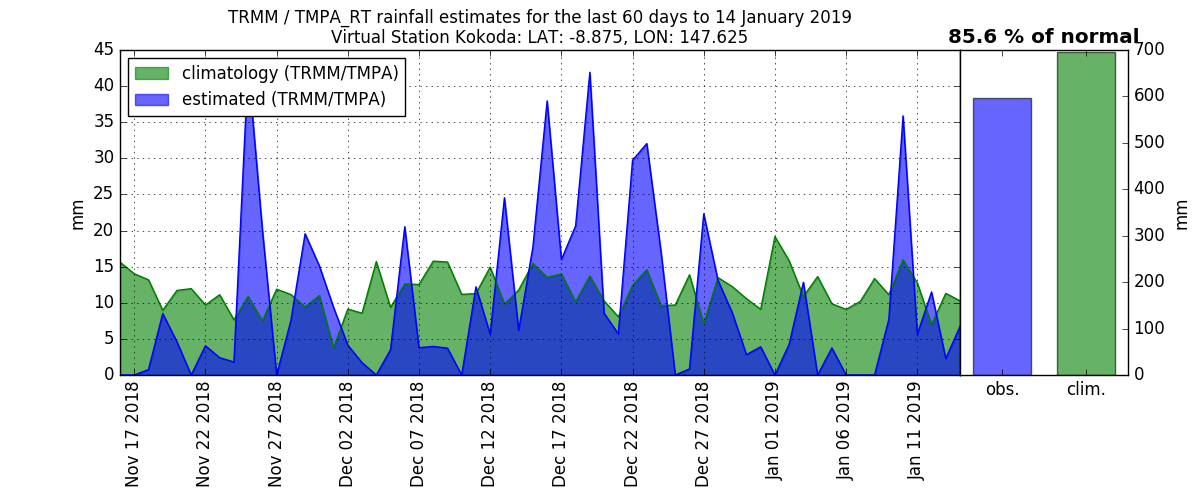 TRMM / TMPA_RT rainfall estimates for the last 60 days to 14 January 2019
Virtual Station Kokoda: LAT: -8.875, LON: 147.625
85.6 % of normal
climatology (TRMM/TMPA)
estimated (TRMM/TMPA)
45
40
35
30
25
20
15
10
5
0
mm
700
600
500
400
300
200
100
0
mm
Nov 17 2018
Nov 22 2018
Nov 27 2018
Dec 02 2018
Dec 07 2018
Dec 12 2018
Dec 17 2018
Dec 22 2018
Dec 27 2018
Jan 01 2019
Jan 06 2019
Jan 11 2019
obs.
clim.